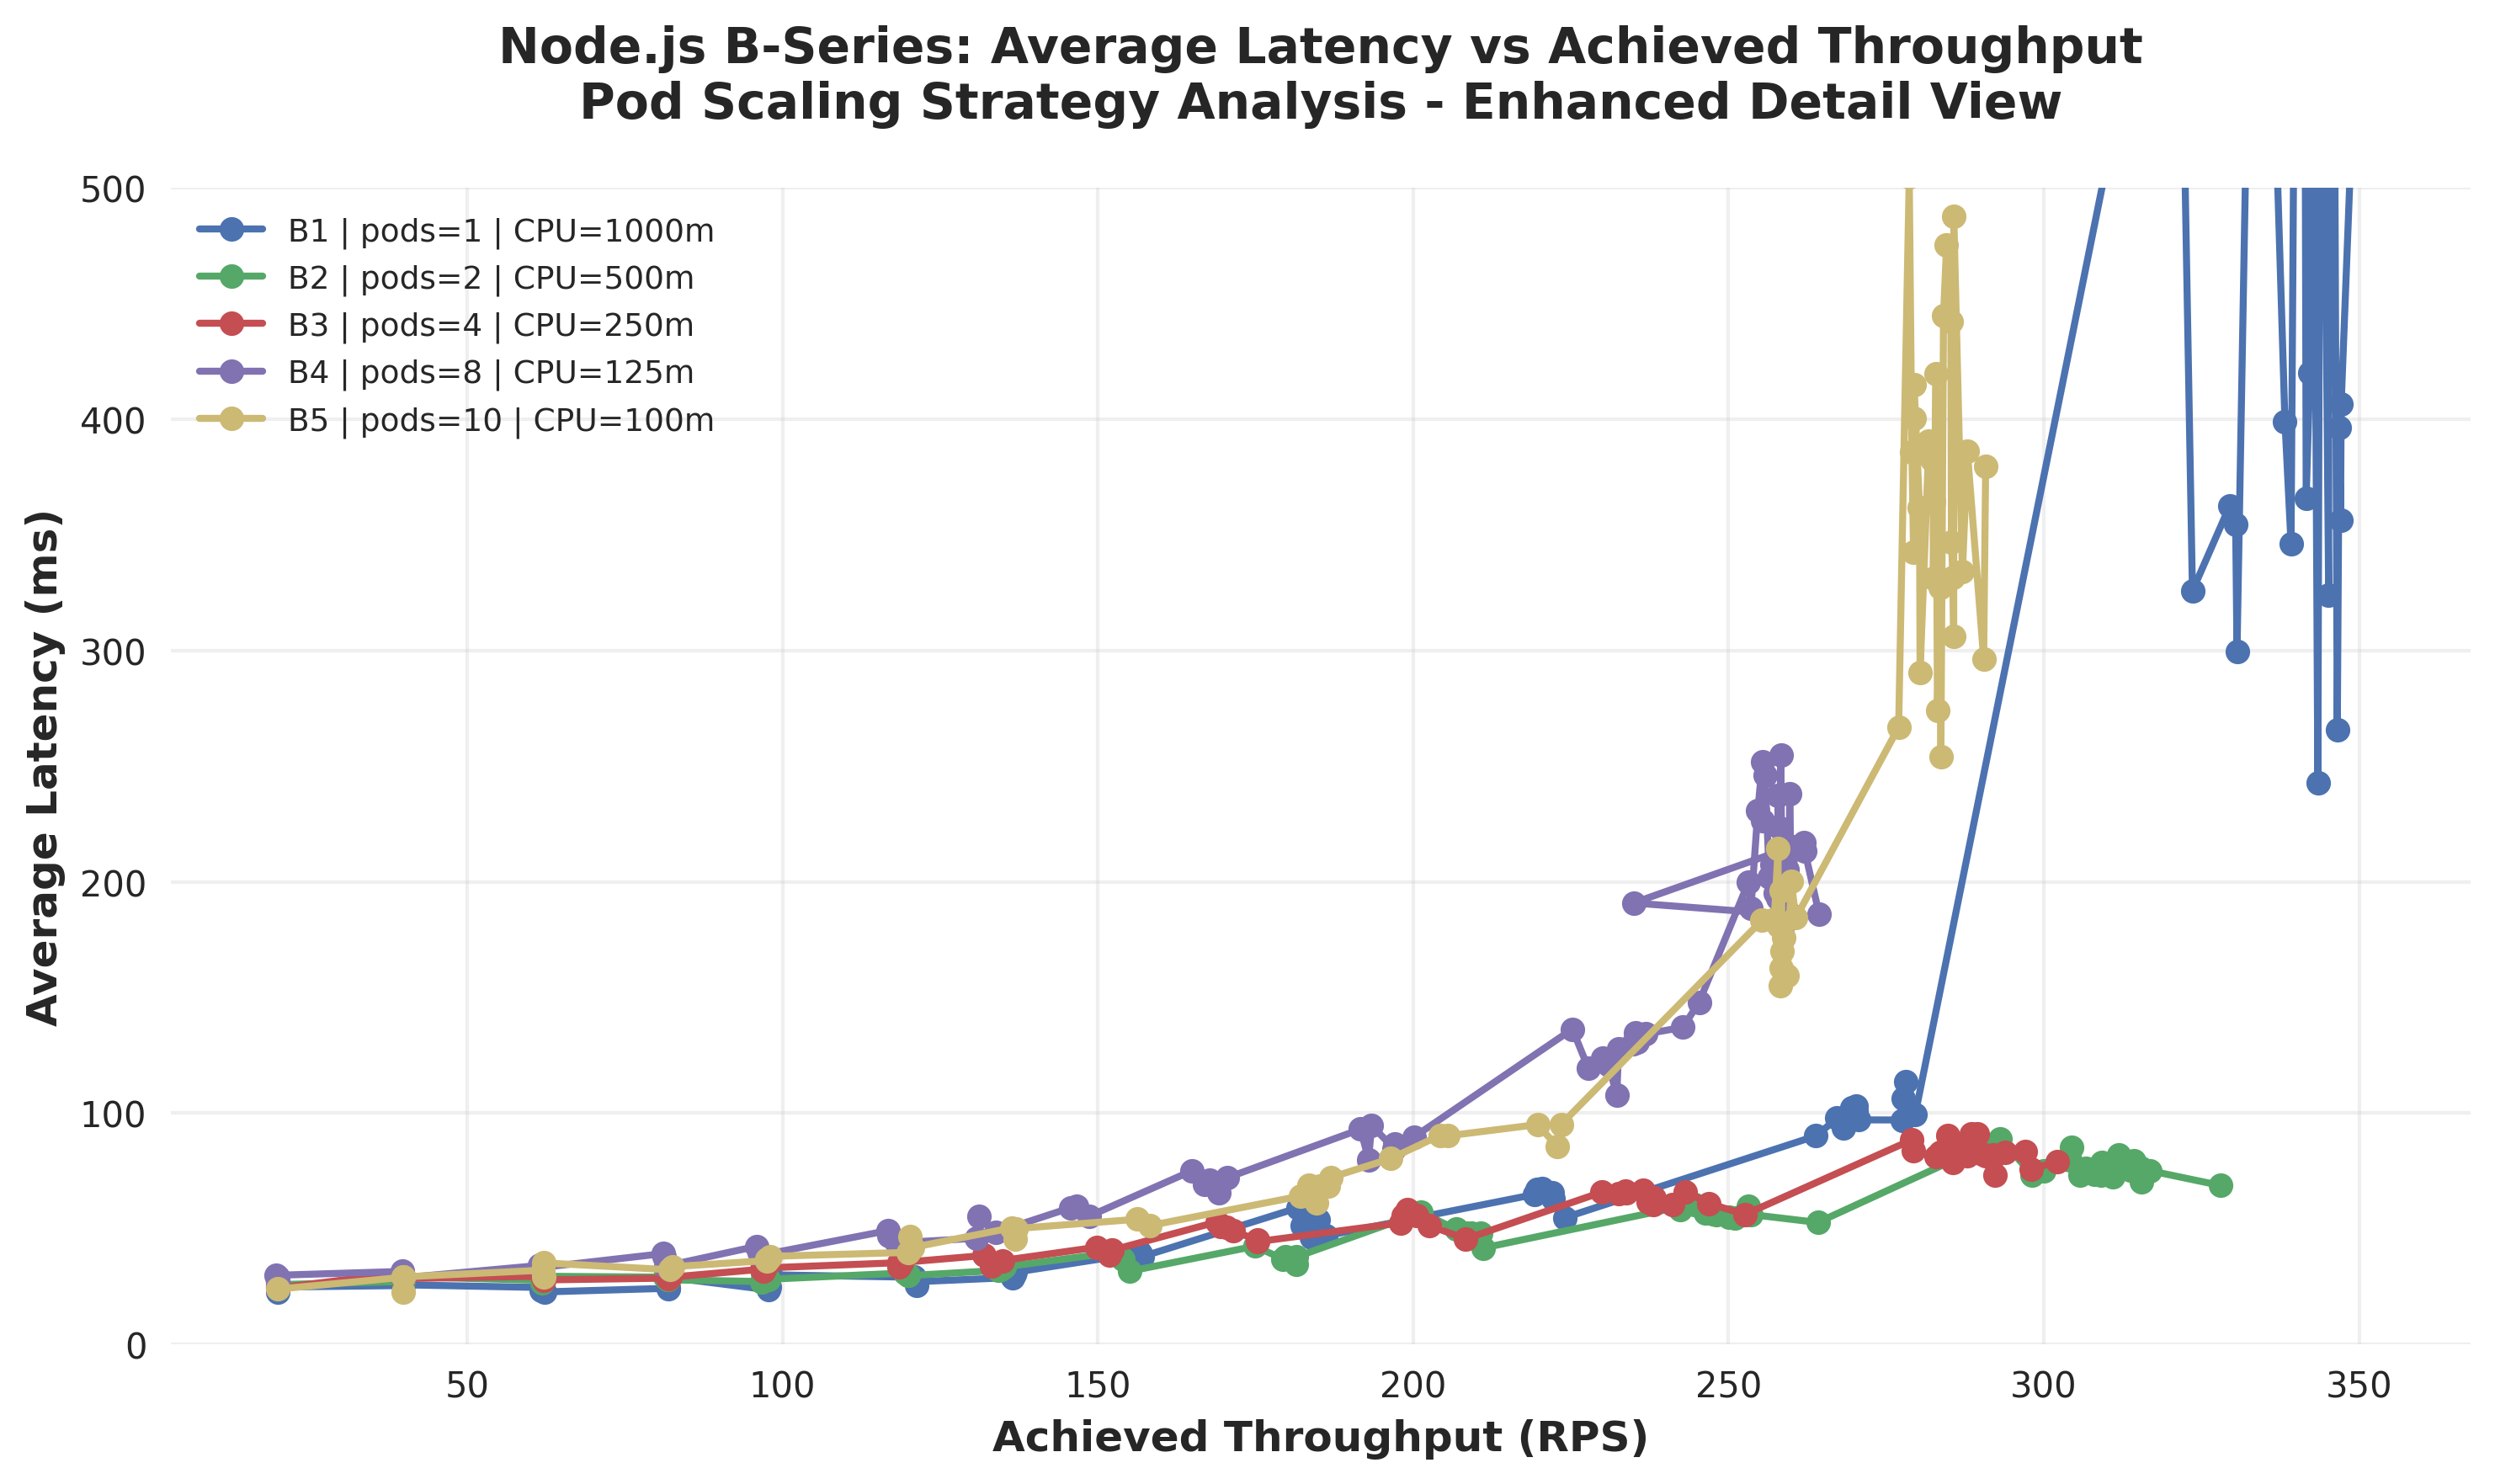 Node.js B-Series: Average Latency vs Achieved Throughput
Pod Scaling Strategy Analysis - Enhanced Detail View
B1 | pods=1 | CPU=1000m
B2 | pods=2 | CPU=500m
B3 | pods=4 | CPU=250m
B4 | pods=8 | CPU=125m
B5 | pods=10 | CPU=100m
Average Latency (ms)
500
400
300
200
100
0
50 100 150 200 250 300 350
Achieved Throughput (RPS)